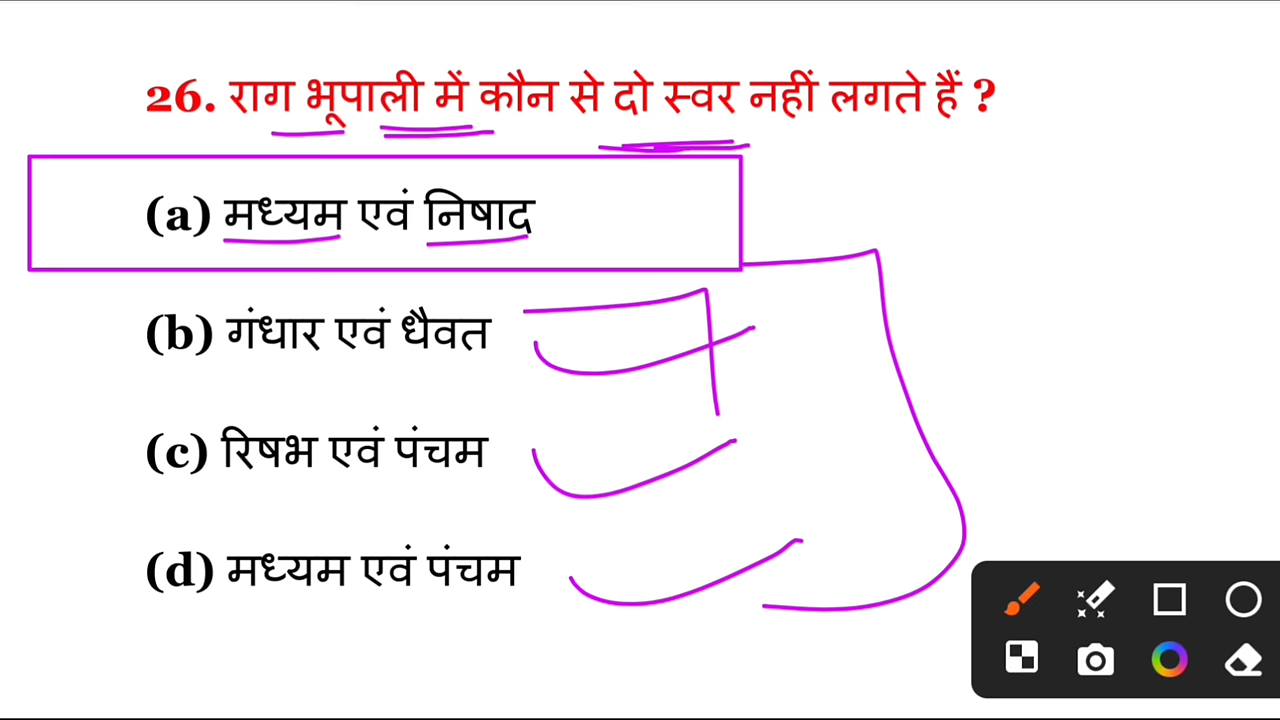 26. राग भूपाली में कौन से दो स्वर नहीं लगते हैं ?
(a) मध्यम एवं निषाद
(b) गंधार एवं धैवत
(c) रिषभ एवं पंचम
(d) मध्यम एवं पंचम